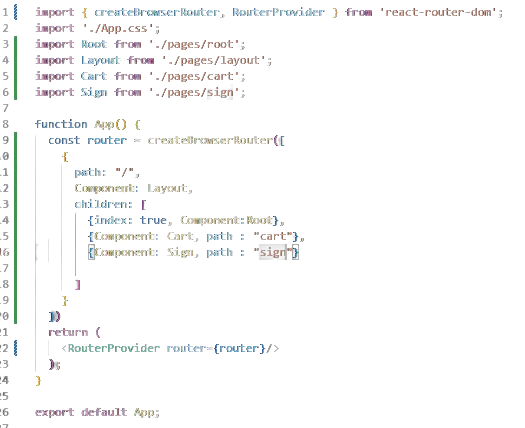 1 import { createBrowserRouter, RouterProvider } from 'react-router-dom';
2 import './App.css';
3 import Root from './pages/root';
4 import Layout from './pages/layout';
5 import Cart from './pages/cart';
6 import Sign from './pages/sign';
7
8 function App() {
9 const router = createBrowserRouter([
10 {
11 path: "/",
12 Component: Layout,
13 children: [
14 {index: true, Component:Root},
15 {Component: Cart, path : "cart"},
16 {Component: Sign, path : "sign"}
17
18 ]
19 }
20 ])
21 return (
22 <RouterProvider router={router}/>
23 );
24 }
25
26 export default App;
27